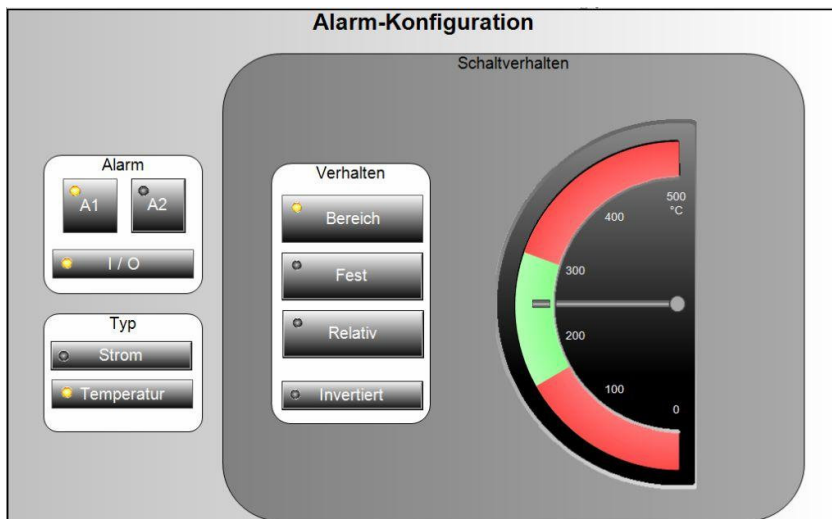 Alarm-Konfiguration
Schaltverhalten
Alarm
A1
A2
I / O
Typ
Strom
Temperatur
Verhalten
Bereich
Fest
Relativ
Invertiert
500
°C
400
300
200
100
0